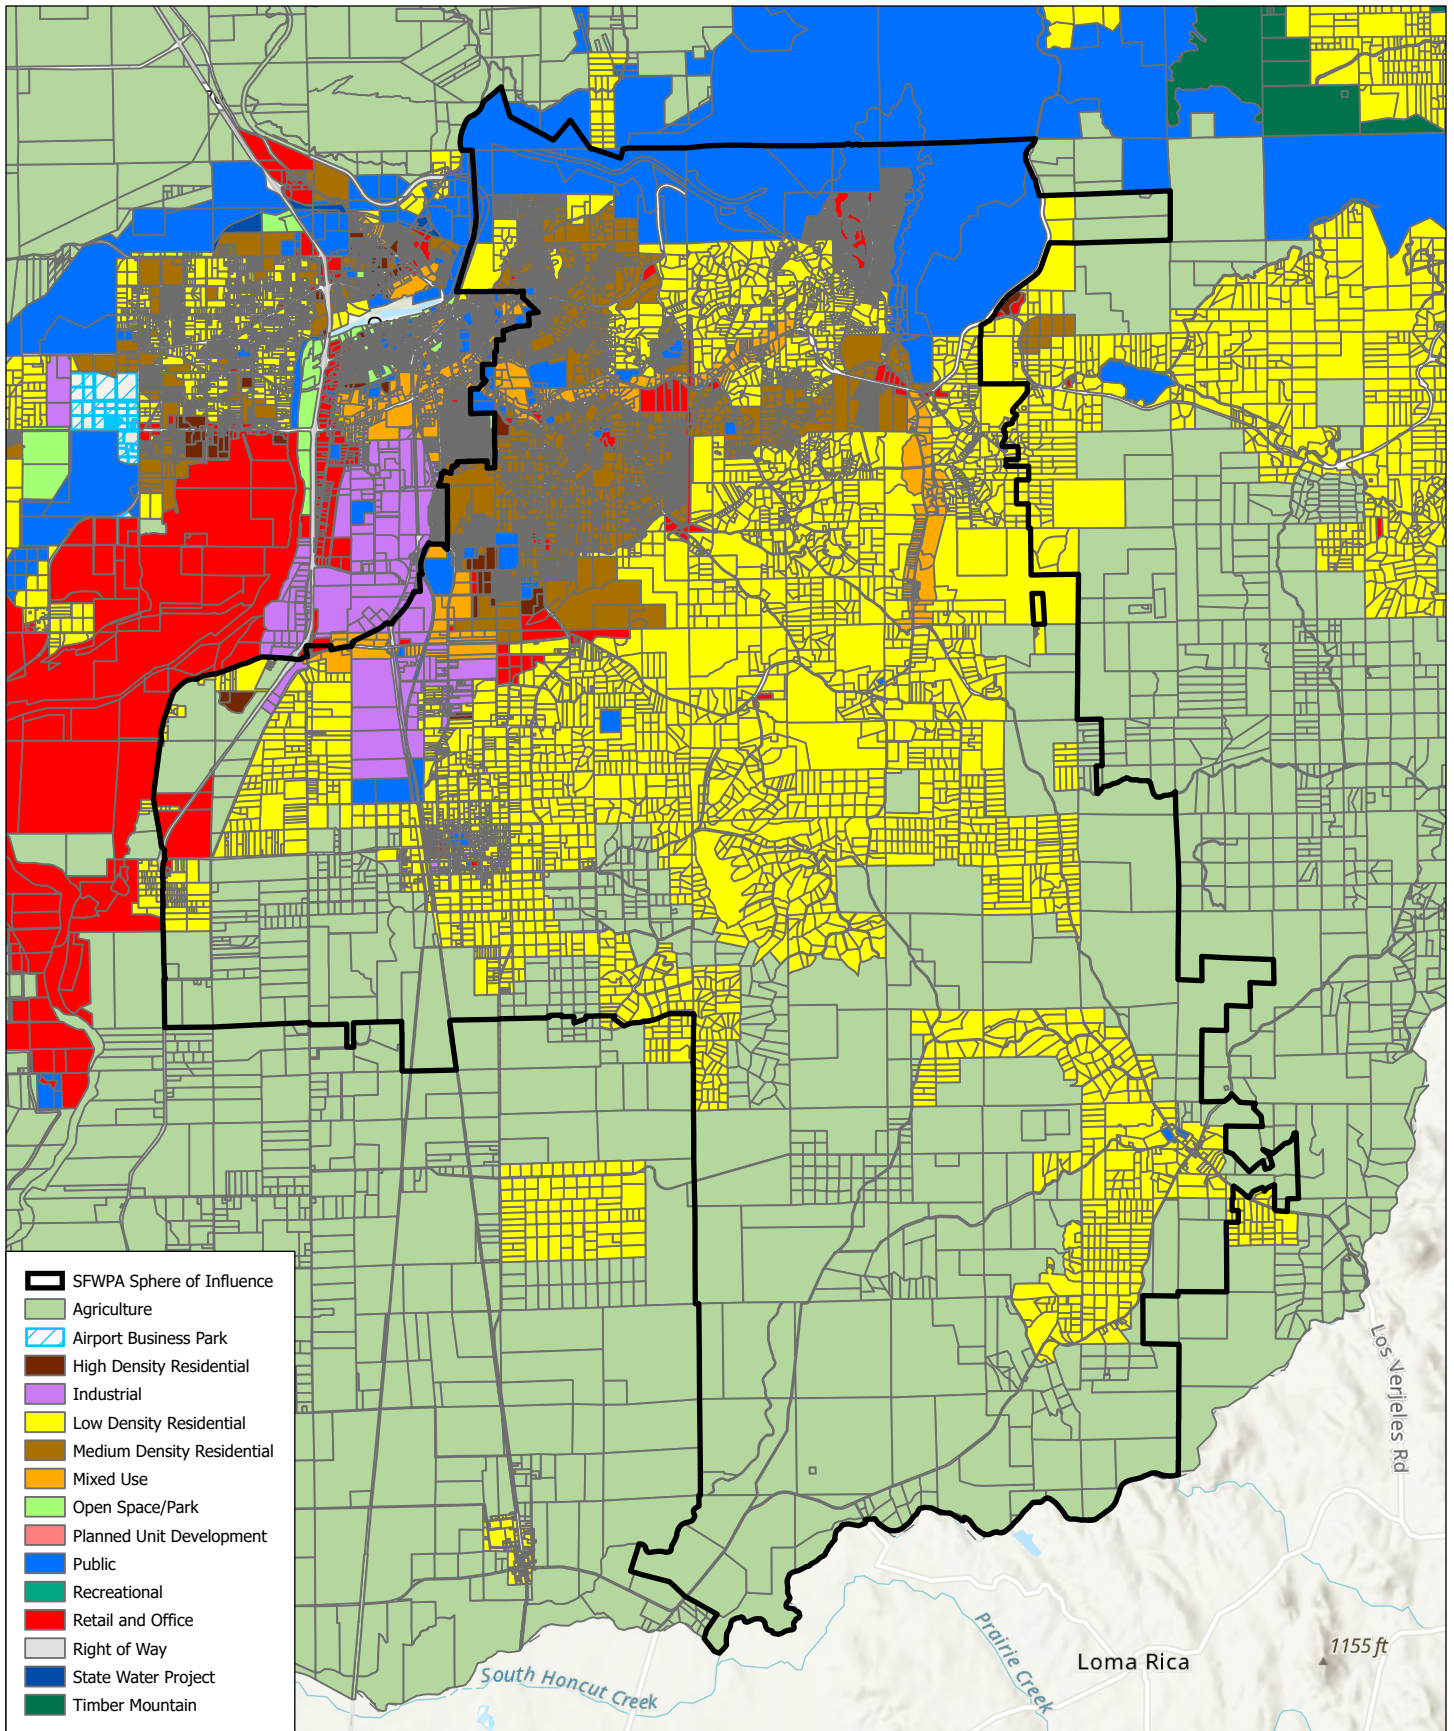 SFWPA Sphere of Influence
Agriculture
Airport Business Park
High Density Residential
Industrial
Low Density Residential
Medium Density Residential
Mixed Use
Open Space/Park
Planned Unit Development
Public
Recreational
Retail and Office
Right of Way
State Water Project
Timber Mountain
Los Verjeles Rd
South Honcut Creek
Prairie Creek
Loma Rica
1155 ft